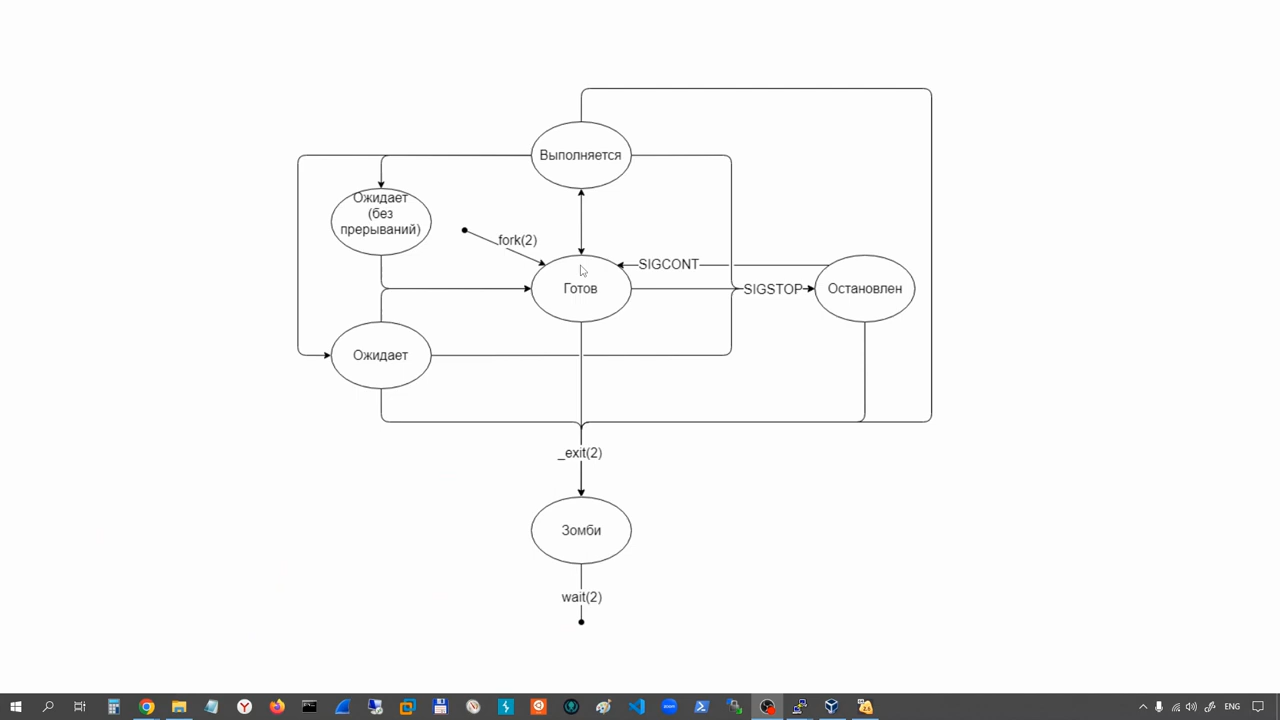 Выполняется
Ожидает
(без
прерываний)
fork(2)
SIGCONT
Готов
SIGSTOP
Остановлен
Ожидает
_exit(2)
Зомби
wait(2)
ENG